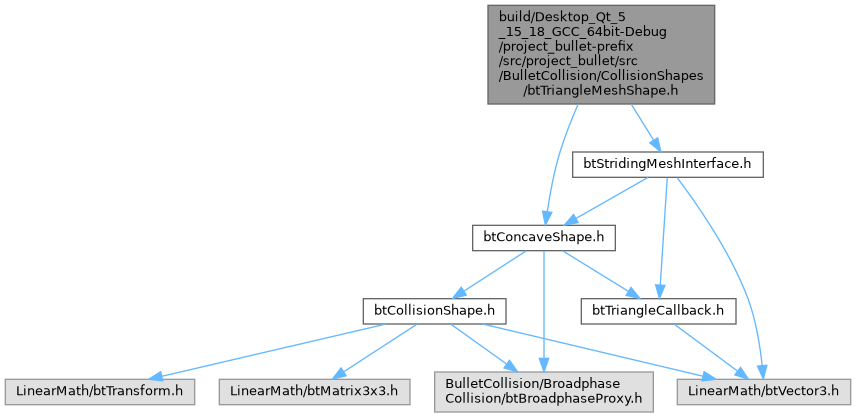 build/Desktop_Qt_5
_15_18_GCC_64bit-Debug
/project_bullet-prefix
/src/project_bullet/src
/BulletCollision/CollisionShapes
/btTriangleMeshShape.h
btStridingMeshInterface.h
btConcaveShape.h
btCollisionShape.h
btTriangleCallback.h
LinearMath/btTransform.h
LinearMath/btMatrix3x3.h
BulletCollision/Broadphase
Collision/btBroadphaseProxy.h
LinearMath/btVector3.h